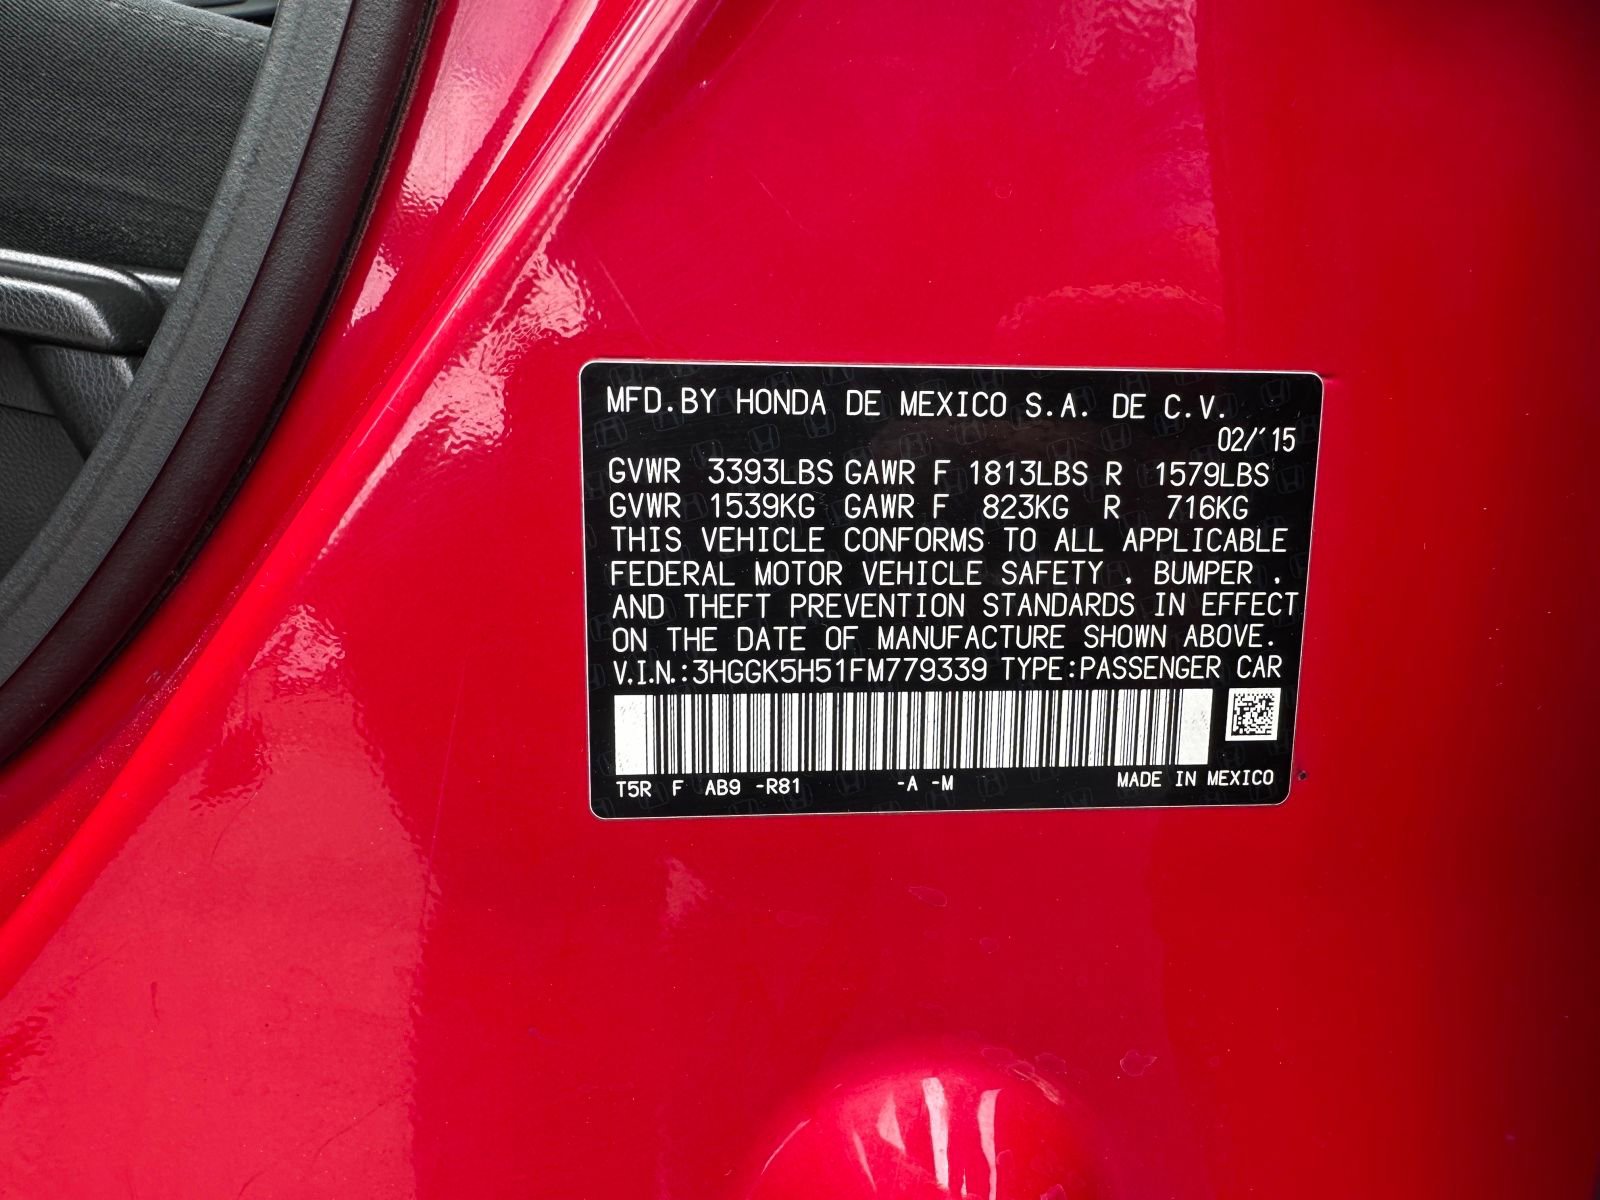 MFD.BY HONDA DE MEXICO S.A. DE C.V.
02/'15
GVWR 3393LBS GAWR F 1813LBS R 1579LBS
GVWR 1539KG GAWR F 823KG R 716KG
THIS VEHICLE CONFORMS TO ALL APPLICABLE
FEDERAL MOTOR VEHICLE SAFETY . BUMPER .
AND THEFT PREVENTION STANDARDS IN EFFECT
ON THE DATE OF MANUFACTURE SHOWN ABOVE.
V.I.N.:3HGGK5H51FM779339 TYPE:PASSENGER CAR
T5R F AB9 -R81 -A -M MADE IN MEXICO